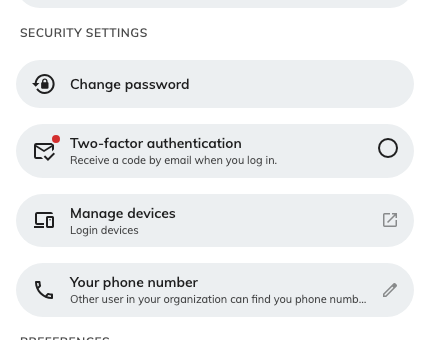 SECURITY SETTINGS
Change password
Two-factor authentication
Receive a code by email when you log in.
Manage devices
Login devices
Your phone number
Other user in your organization can find you phone numb...
PREFERENCES